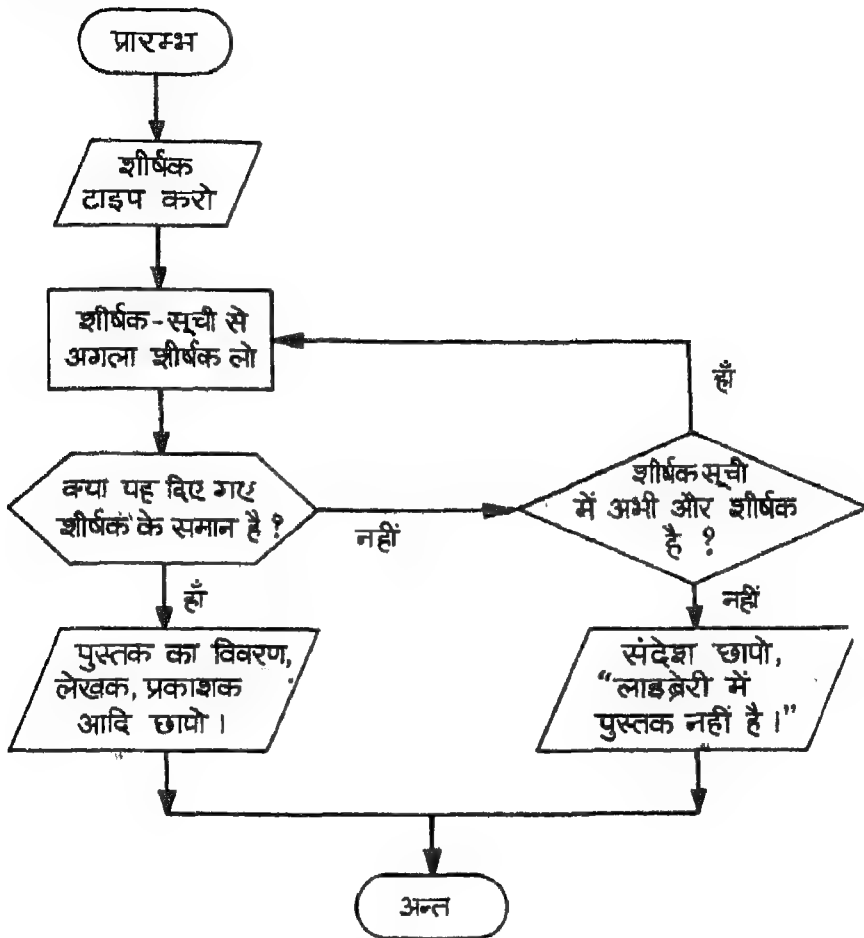 प्रारम्भ
शीर्षक
टाइप करो
शीर्षक-सूची से
अगला शीर्षक लो
हाँ
क्या यह दिए गए
शीर्षक के समान है?
नहीं
शीर्षक सूची
में अभी और शीर्षक
है ?
हाँ
नहीं
पुस्तक का विवरण,
लेखक, प्रकाशक
आदि छापो।
संदेश छापो,
“लाइब्रेरी में
पुस्तक नहीं है।”
अन्त